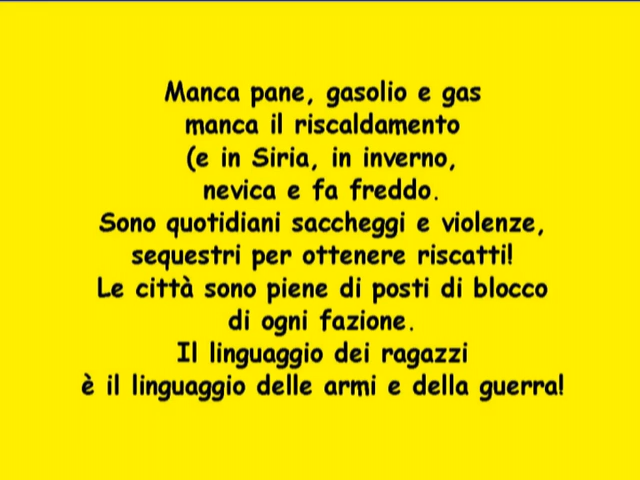 Manca pane, gasolio e gas
manca il riscaldamento
(e in Siria, in inverno,
nevica e fa freddo.
Sono quotidiani saccheggi e violenze,
sequestri per ottenere riscatti!
Le città sono piene di posti di blocco
di ogni fazione.
Il linguaggio dei ragazzi
è il linguaggio delle armi e della guerra!